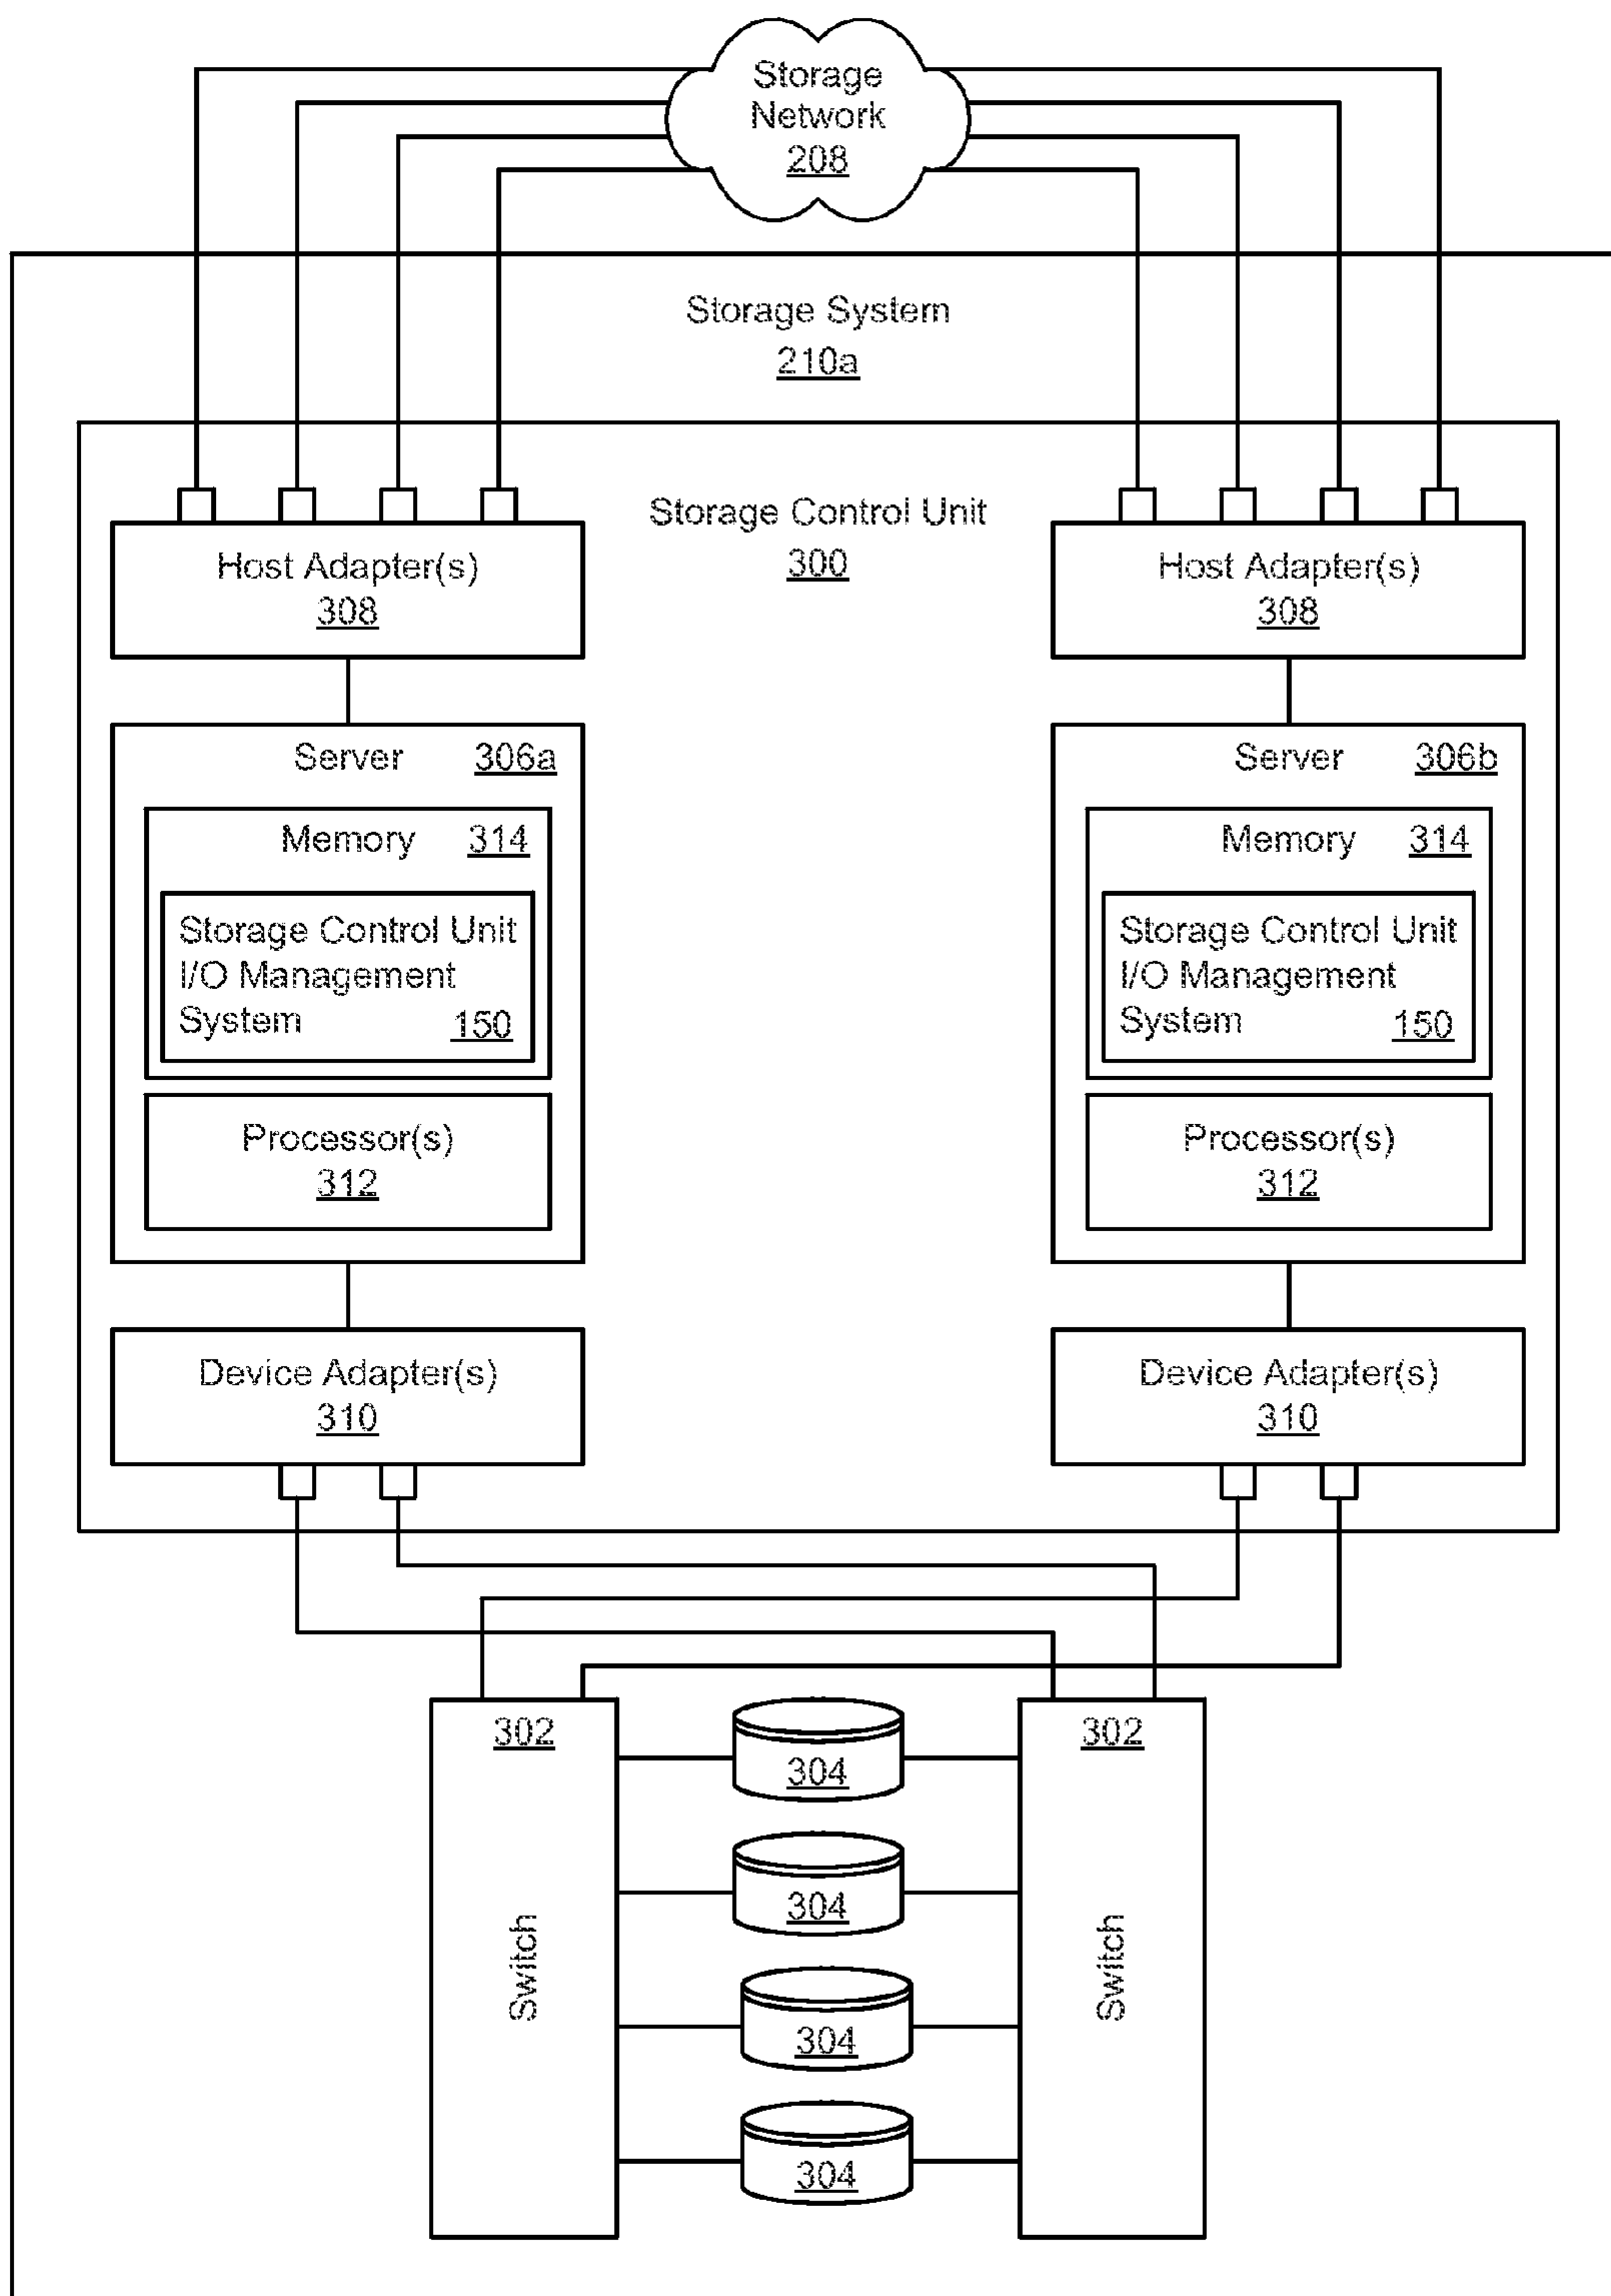 Storage
Network
208
Storage System
210a
Storage Control Unit
300
Host Adapter(s)
308
Host Adapter(s)
308
Server 306a
Memory 314
Storage Control Unit
I/O Management
System 150
Processor(s)
312
Server 306b
Memory 314
Storage Control Unit
I/O Management
System 150
Processor(s)
312
Device Adapter(s)
310
Device Adapter(s)
310
302
Switch
304
304
304
304
302
Switch